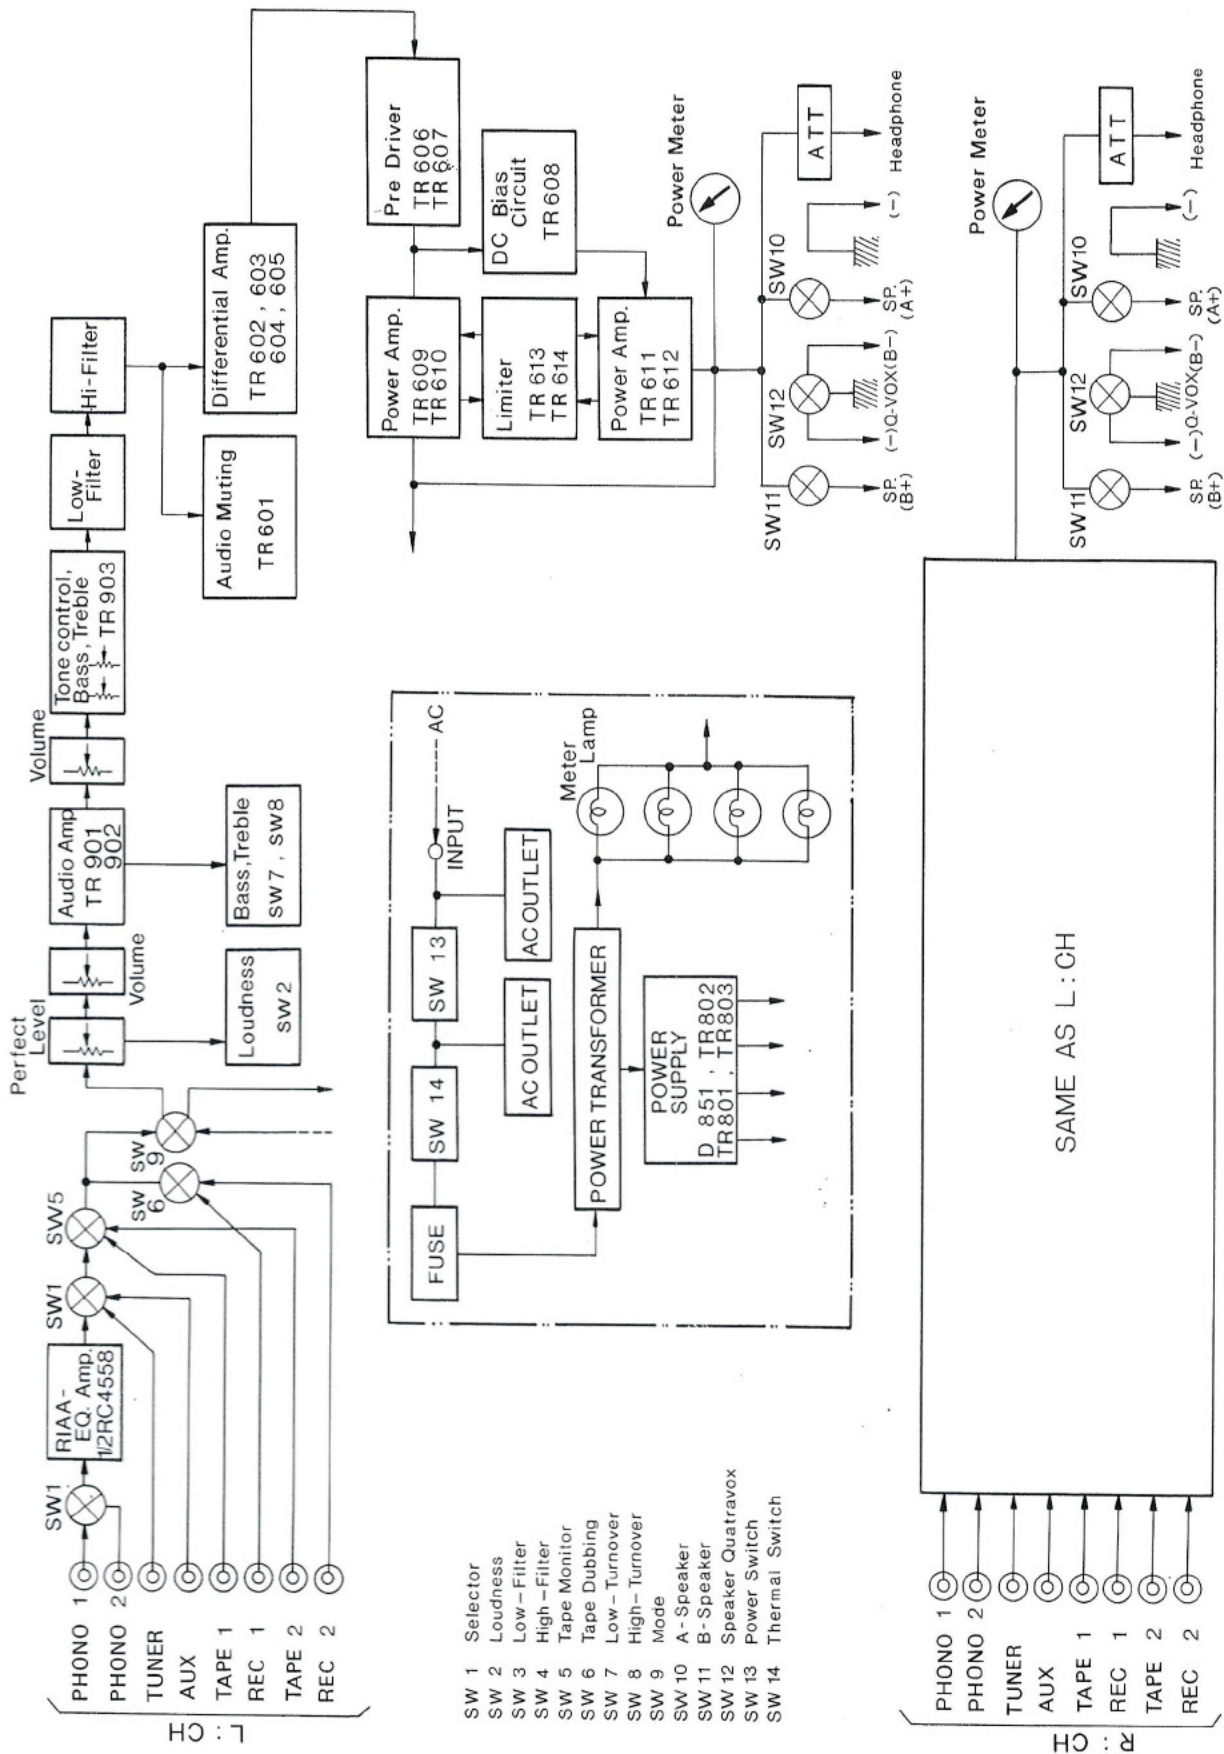 L : CH
PHONO 1
PHONO 2
TUNER
AUX
TAPE 1
REC 1
TAPE 2
REC 2
SW1
RIAA-
EQ. Amp.
1/2RC4558
SW1
SW5
SW
6
SW
9
Perfect
Level
Loudness
SW2
Volume
Audio Amp
TR 901
902
Bass,Treble
SW7 , SW8
Volume
Tone control,
Bass, Treble
TR 903
Low-
Filter
Hi-Filter
Audio Muting
TR601
Differential Amp.
TR 602 , 603
604 , 605
Pre Driver
TR 606
TR 607
DC Bias
Circuit
TR608
Power Amp.
TR 609
TR 610
Limiter
TR 613
TR 614
Power Amp.
TR 611
TR 612
Power Meter
SW11
SW12
SW10
ATT
SP.
(B+)
(-)Q-VOX(B-)
SP.
(A+)
(-)
Headphone
FUSE
SW 14
SW 13
INPUT
AC
AC OUTLET
AC OUTLET
POWER TRANSFORMER
Meter
Lamp
POWER
SUPPLY
D 851 , TR802
TR801 , TR803
SW 1 Selector
SW 2 Loudness
SW 3 Low-Filter
SW 4 High-Filter
SW 5 Tape Monitor
SW 6 Tape Dubbing
SW 7 Low-Turnover
SW 8 High-Turnover
SW 9 Mode
SW 10 A-Speaker
SW 11 B-Speaker
SW 12 Speaker Quatravox
SW 13 Power Switch
SW 14 Thermal Switch
R : CH
PHONO 1
PHONO 2
TUNER
AUX
TAPE 1
REC 1
TAPE 2
REC 2
SAME AS L : CH
Power Meter
SW11
SW12
SW10
ATT
SP.
(B+)
(-)Q-VOX(B-)
SP.
(A+)
(-)
Headphone